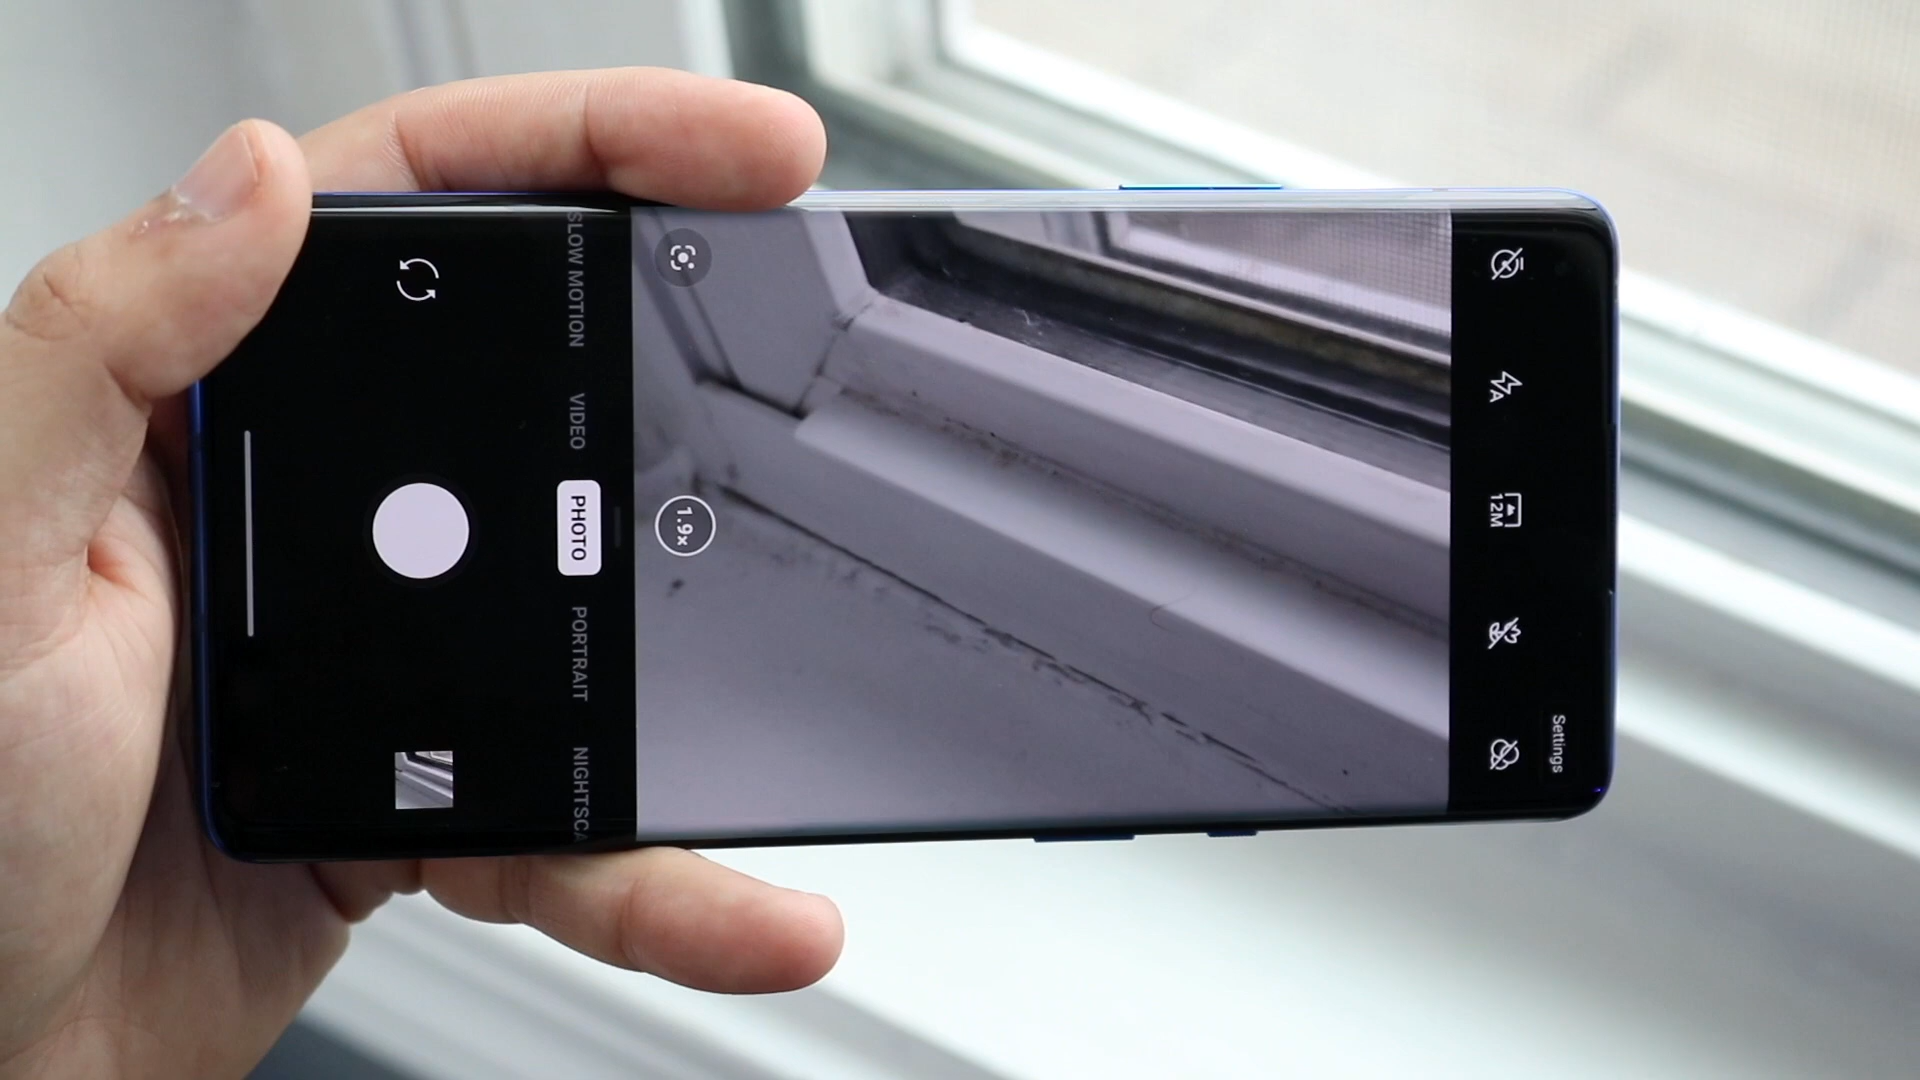 Settings
12M
A
1.9x
SLOW MOTION
VIDEO
PHOTO
PORTRAIT
NIGHTSCA